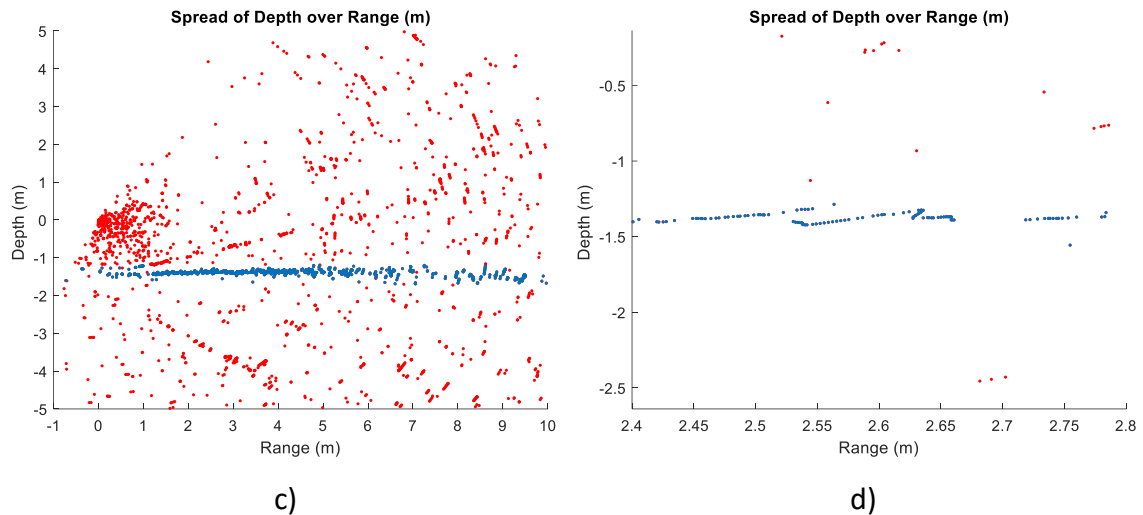 Spread of Depth over Range (m)
5
4
3
2
1
0
-1
-2
-3
-4
-5
Depth (m)
-1 0 1 2 3 4 5 6 7 8 9 10
Range (m)
c)
Spread of Depth over Range (m)
-0.5
-1
-1.5
-2
-2.5
Depth (m)
2.4 2.45 2.5 2.55 2.6 2.65 2.7 2.75 2.8
Range (m)
d)